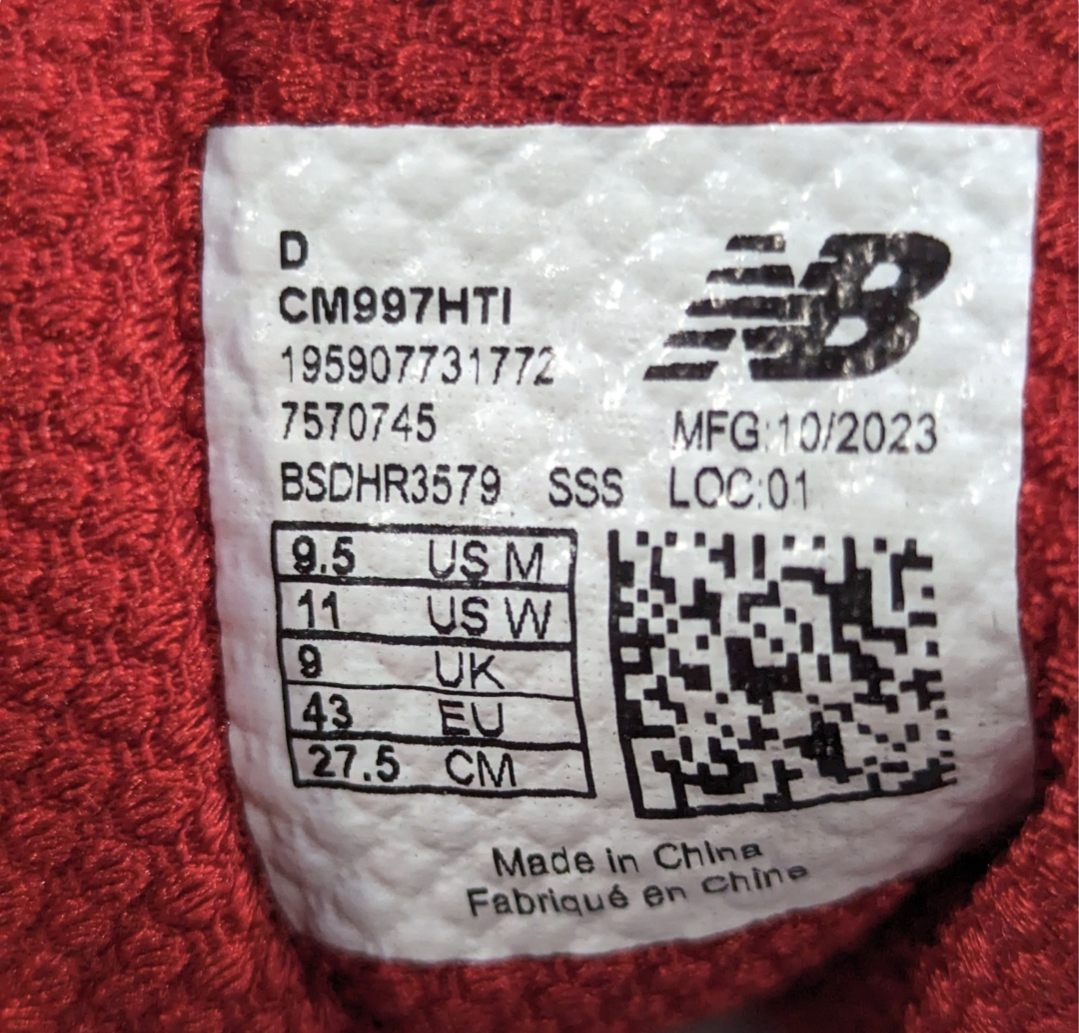 D
CM997HTI
195907731772
7570745
BSDHR3579 SSS
NB
MFG:10/2023
LOC:01
9.5 US M
11 US W
9 UK
43 EU
27.5 CM
Made in China
Fabriqué en chine